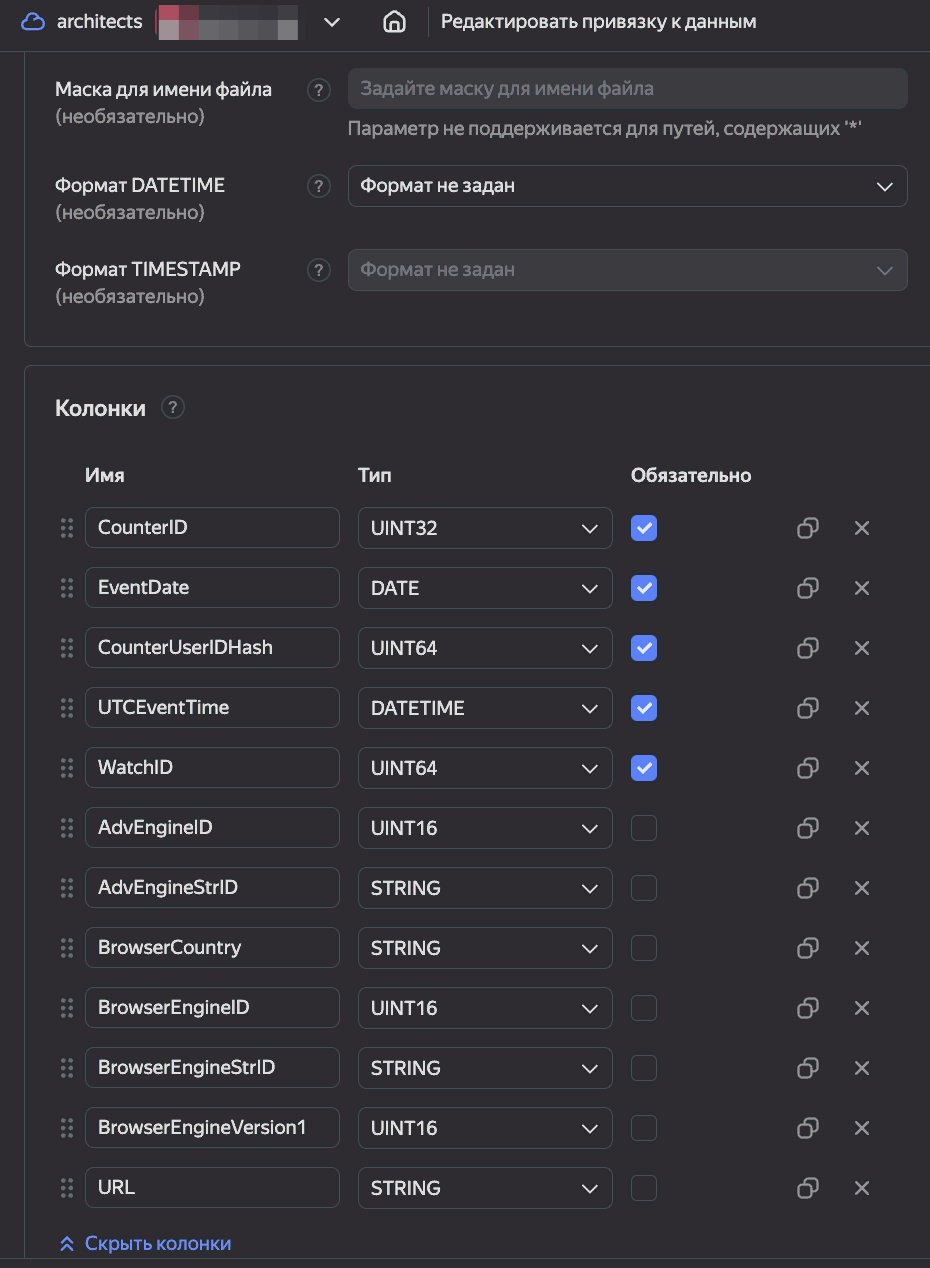 architects
Редактировать привязку к данным
Маска для имени файла ? Задайте маску для имени файла
(необязательно)
Параметр не поддерживается для путей, содержащих '*'
Формат DATETIME ? Формат не задан
(необязательно)
Формат TIMESTAMP ? Формат не задан
(необязательно)
Колонки ?
Имя Тип Обязательно
CounterID UINT32
EventDate DATE
CounterUserIDHash UINT64
UTCEventTime DATETIME
WatchID UINT64
AdvEngineID UINT16
AdvEngineStrID STRING
BrowserCountry STRING
BrowserEngineID UINT16
BrowserEngineStrID STRING
BrowserEngineVersion1 UINT16
URL STRING
Скрыть колонки